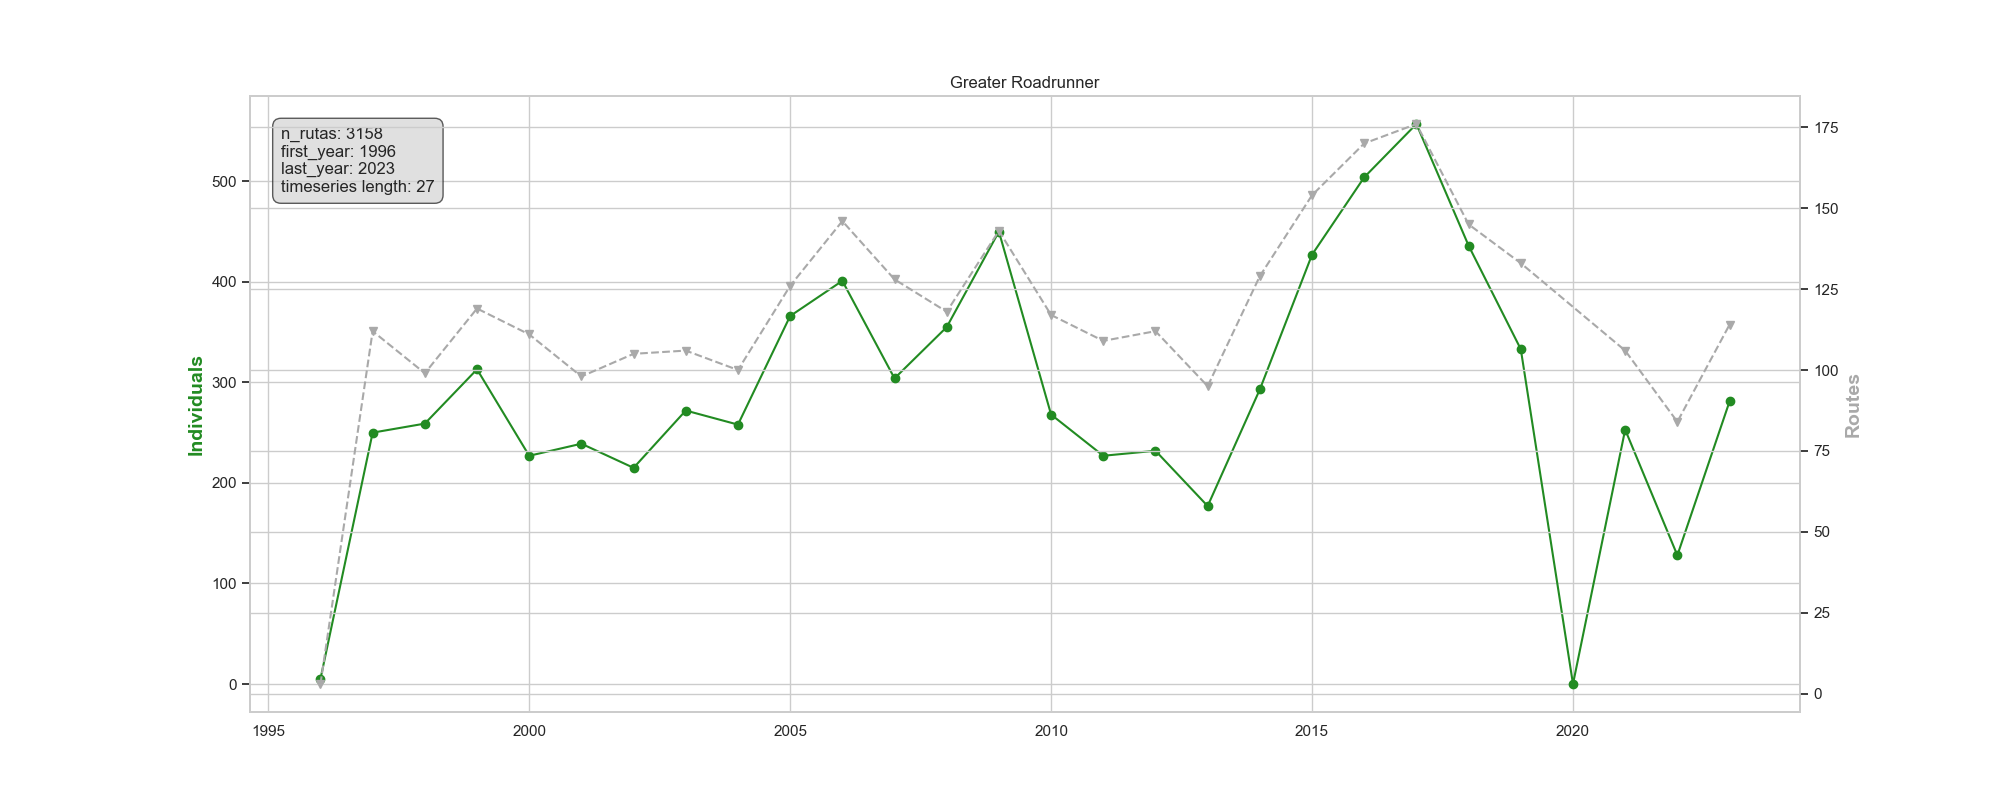 Greater Roadrunner
n_rutas: 3158
first_year: 1996
last_year: 2023
timeseries length: 27
Individuals
500
400
300
200
100
0
175
150
125
100
75
50
25
0
Routes
1995 2000 2005 2010 2015 2020